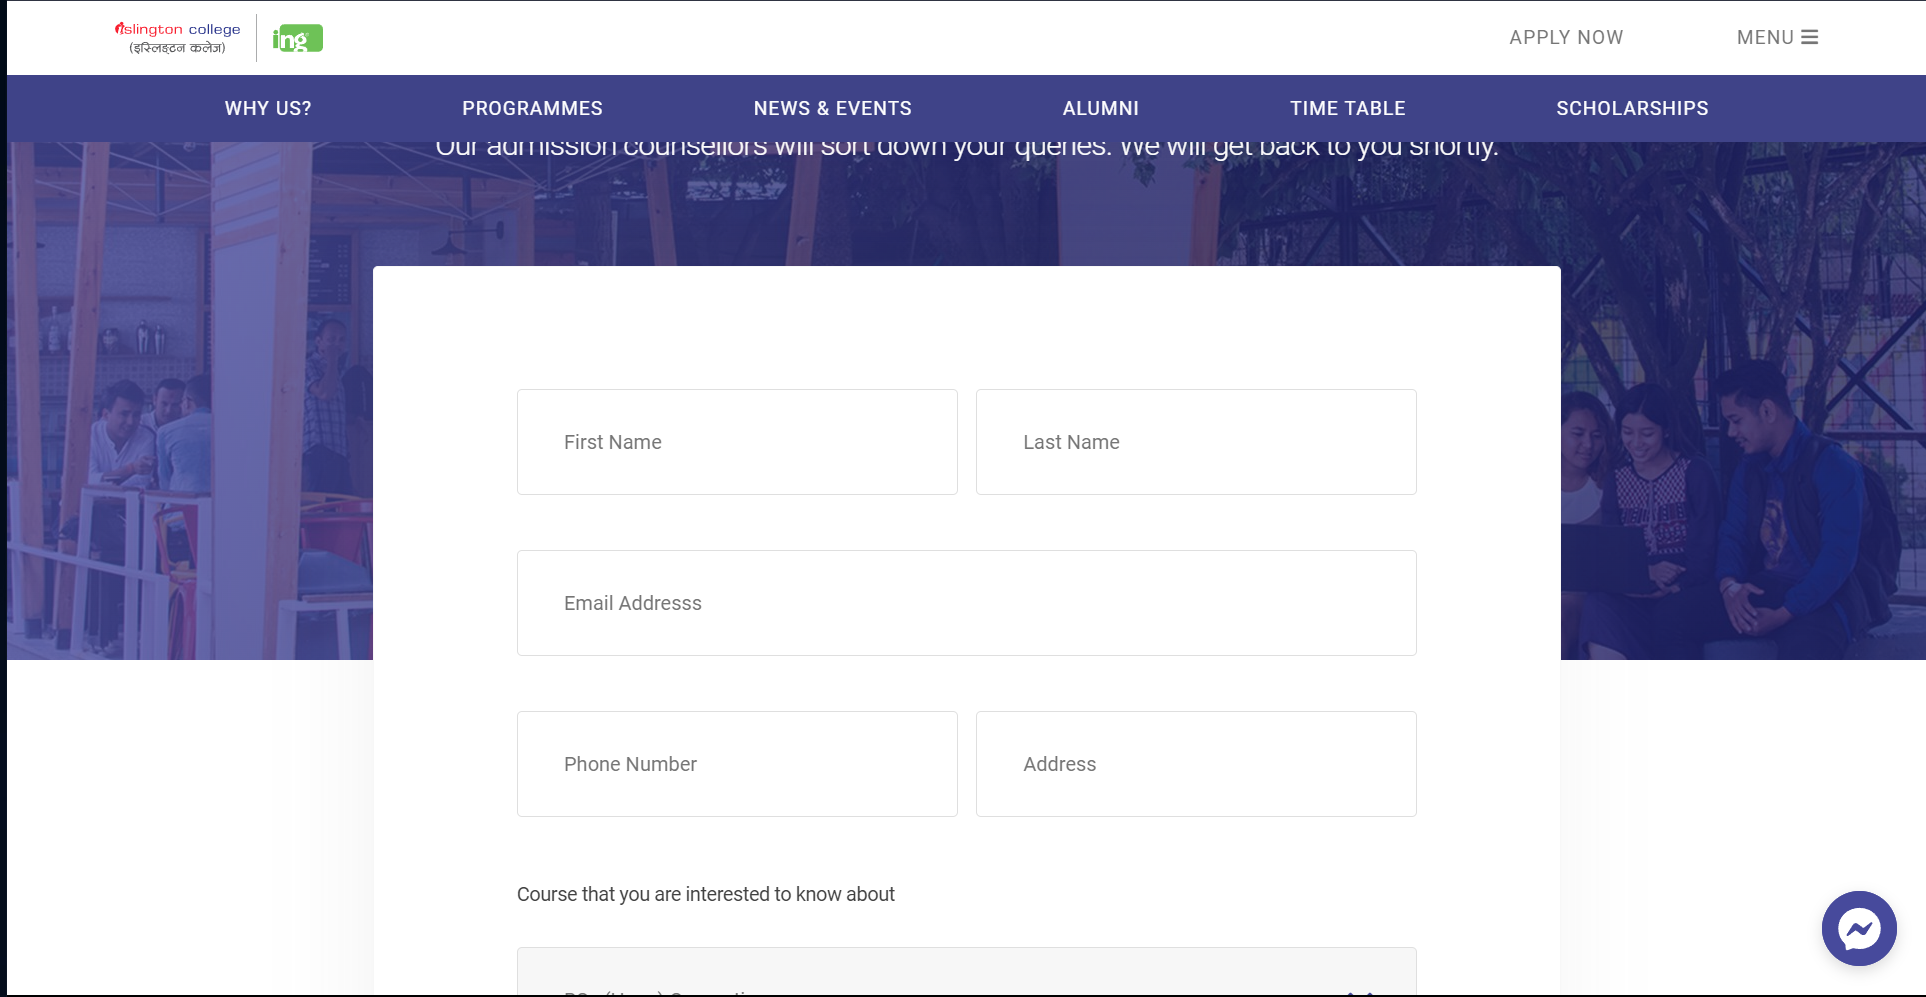 islington college
(इस्लिङ्टन कलेज)
ing
APPLY NOW
MENU
WHY US?
PROGRAMMES
NEWS & EVENTS
ALUMNI
TIME TABLE
SCHOLARSHIPS
Our admission counsellors will sort down your queries. We will get back to you shortly.
First Name
Last Name
Email Addresss
Phone Number
Address
Course that you are interested to know about